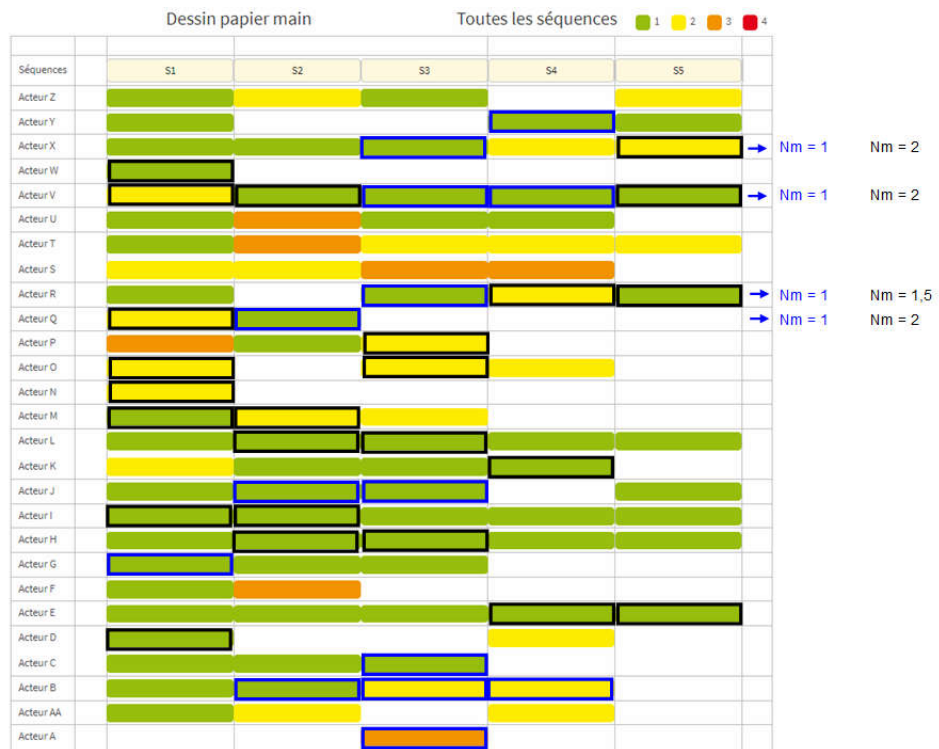 Dessin papier main Toutes les séquences 1 2 3 4
Séquences S1 S2 S3 S4 S5
Acteur Z
Acteur Y
Acteur X Nm = 1 Nm = 2
Acteur W
Acteur V Nm = 1 Nm = 2
Acteur U
Acteur T
Acteur S
Acteur R Nm = 1 Nm = 1,5
Acteur Q Nm = 1 Nm = 2
Acteur P
Acteur O
Acteur N
Acteur M
Acteur L
Acteur K
Acteur J
Acteur I
Acteur H
Acteur G
Acteur F
Acteur E
Acteur D
Acteur C
Acteur B
Acteur AA
Acteur A